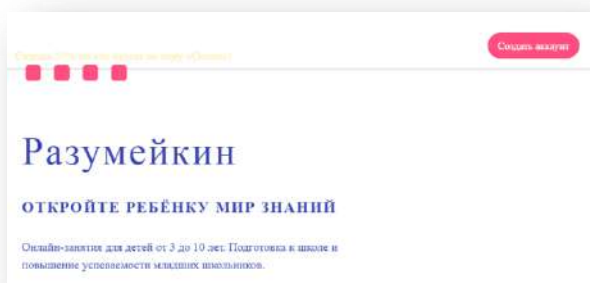 Создать аккаунт
Разумейкин
ОТКРОЙТЕ РЕБЁНКУ МИР ЗНАНИЙ
Онлайн-занятия для детей от 3 до 10 лет. Подготовка к школе и
повышение успеваемости младших школьников.